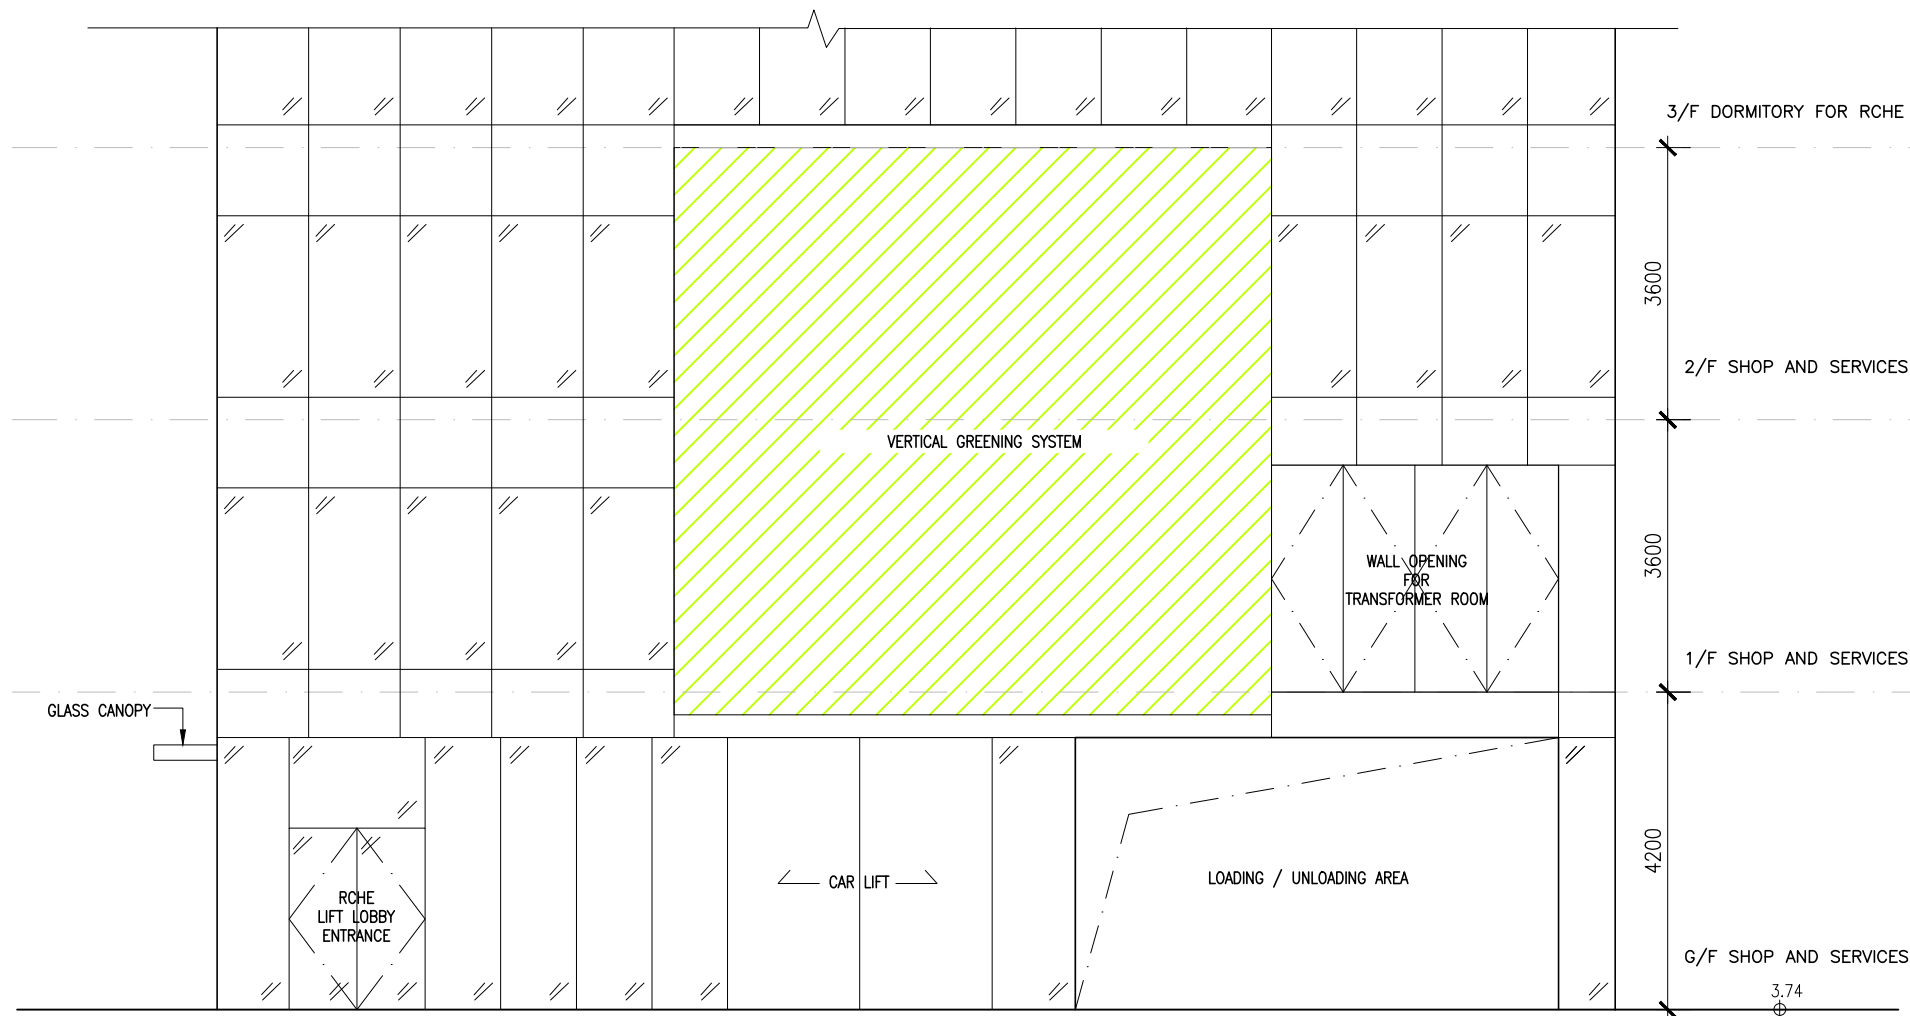 3/F DORMITORY FOR RCHE
3600
2/F SHOP AND SERVICES
VERTICAL GREENING SYSTEM
3600
WALL OPENING
FOR
TRANSFORMER ROOM
1/F SHOP AND SERVICES
GLASS CANOPY
4200
CAR LIFT
LOADING / UNLOADING AREA
RCHE
LIFT LOBBY
ENTRANCE
G/F SHOP AND SERVICES
3.74